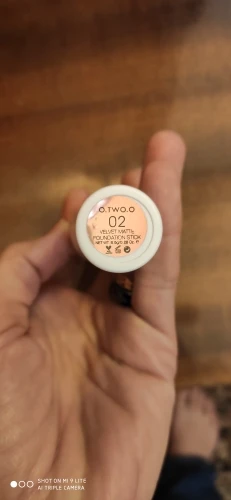 O.TWO.O
02
VELVET MATTE
FOUNDATION STICK
SHOT ON MI 9 LITE
AI TRIPLE CAMERA